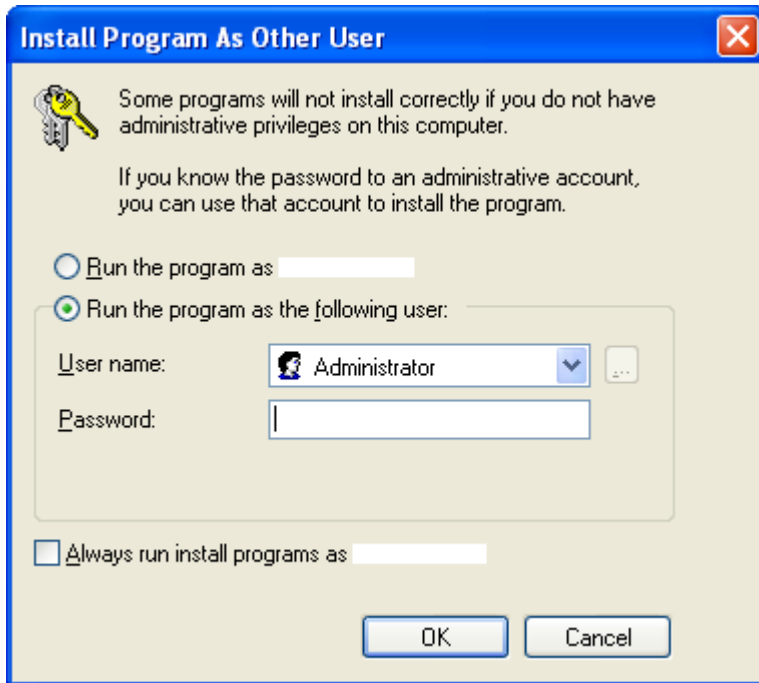 Install Program As Other User
Some programs will not install correctly if you do not have
administrative privileges on this computer.
If you know the password to an administrative account,
you can use that account to install the program.
Run the program as
Run the program as the following user:
User name:
Administrator
...
Password:
Always run install programs as
OK
Cancel